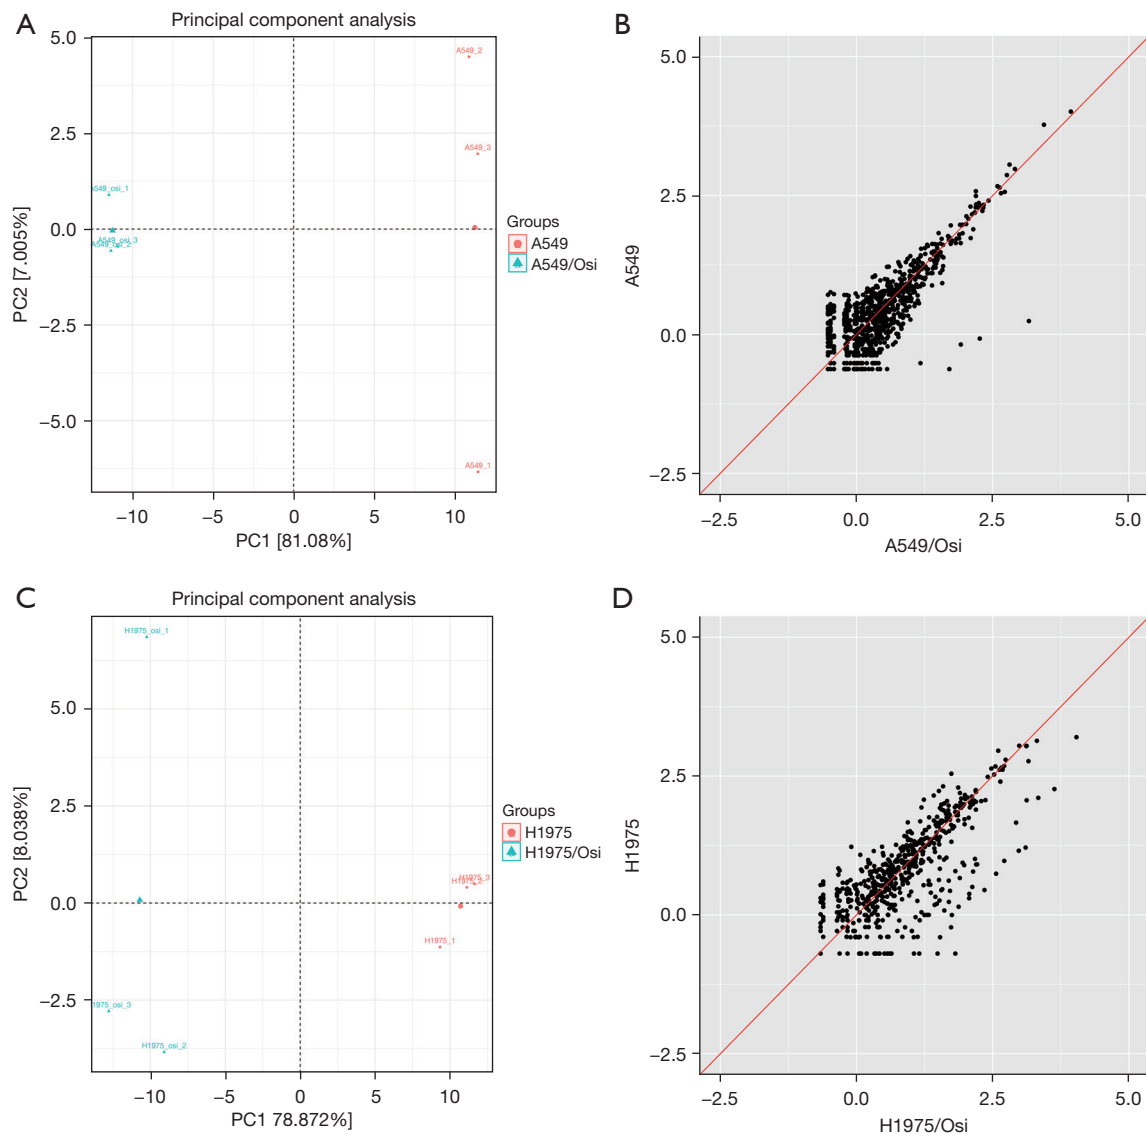 A
Principal component analysis
5.0
2.5
0.0
−2.5
−5.0
PC2 [7.005%]
A549_2
A549_3
A549_osi_1
A549_osi_3
A549_osi_2
A549_1
−10
−5
0
5
10
PC1 [81.08%]
Groups
A549
A549/Osi
B
5.0
2.5
0.0
−2.5
A549
−2.5
0.0
2.5
5.0
A549/Osi
C
Principal component analysis
5.0
2.5
0.0
−2.5
PC2 [8.038%]
H1975_osi_1
H1975_3
H1975_2
H1975_1
1975_osi_3
H1975_osi_2
−10
−5
0
5
10
PC1 78.872%]
Groups
H1975
H1975/Osi
D
5.0
2.5
0.0
−2.5
H1975
−2.5
0.0
2.5
5.0
H1975/Osi